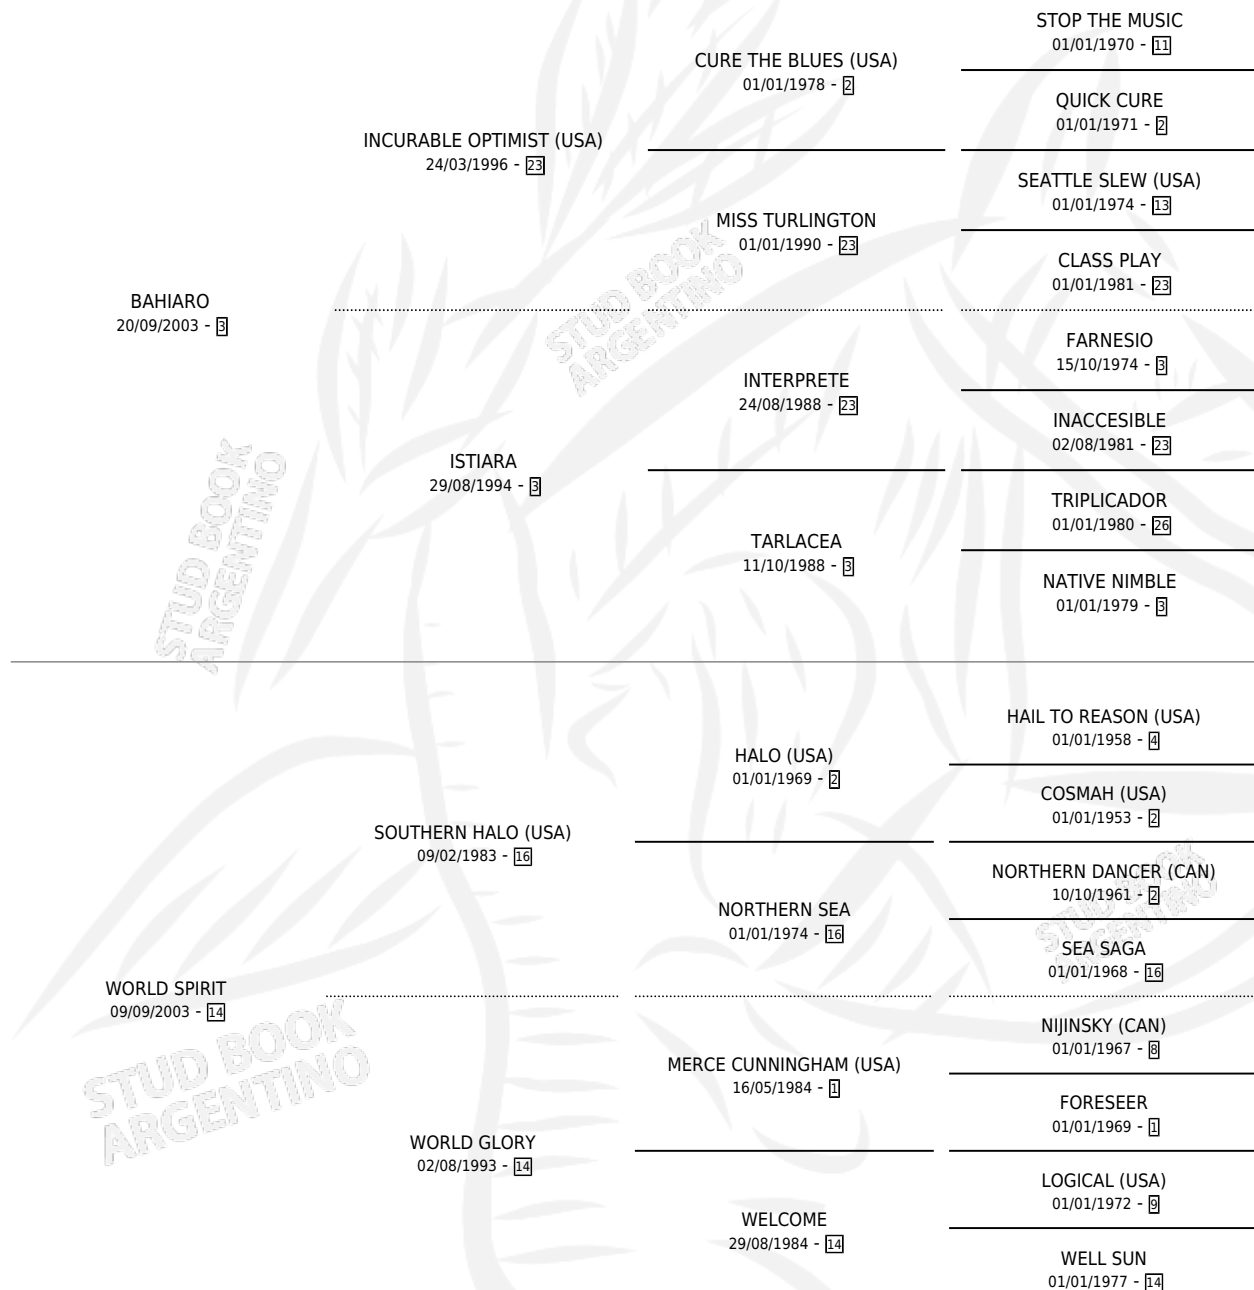 STOP THE MUSIC
01/01/1970 - 11
CURE THE BLUES (USA)
01/01/1978 - 2
QUICK CURE
01/01/1971 - 2
INCURABLE OPTIMIST (USA)
24/03/1996 - 23
SEATTLE SLEW (USA)
01/01/1974 - 13
MISS TURLINGTON
01/01/1990 - 23
CLASS PLAY
01/01/1981 - 23
BAHIARO
20/09/2003 - 3
STUD BOOK
ARGENTINO
FARNESIO
15/10/1974 - 3
INTERPRETE
24/08/1988 - 23
INACCESIBLE
02/08/1981 - 23
ISTIARA
29/08/1994 - 3
TRIPLICADOR
01/01/1980 - 26
TARLACEA
11/10/1988 - 3
NATIVE NIMBLE
01/01/1979 - 3
STUD BOOK
ARGENTINO
HAIL TO REASON (USA)
01/01/1958 - 4
HALO (USA)
01/01/1969 - 2
COSMAH (USA)
01/01/1953 - 2
SOUTHERN HALO (USA)
09/02/1983 - 16
NORTHERN DANCER (CAN)
10/10/1961 - 2
STUD BOOK
ARGENTINO
NORTHERN SEA
01/01/1974 - 16
SEA SAGA
01/01/1968 - 16
WORLD SPIRIT
09/09/2003 - 14
STUD BOOK
ARGENTINO
NIJINSKY (CAN)
01/01/1967 - 8
MERCE CUNNINGHAM (USA)
16/05/1984 - 1
FORESEER
01/01/1969 - 1
WORLD GLORY
02/08/1993 - 14
LOGICAL (USA)
01/01/1972 - 9
WELCOME
29/08/1984 - 14
WELL SUN
01/01/1977 - 14